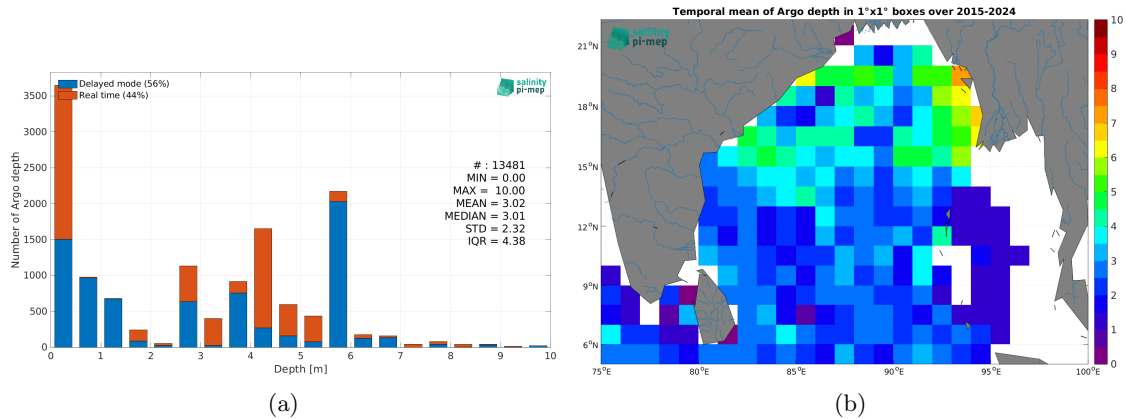 Delayed mode (56%)
Real time (44%)
salinity
pi-mep
3500
3000
2500
2000
1500
1000
500
0
Number of Argo depth
# : 13481
MIN = 0.00
MAX = 10.00
MEAN = 3.02
MEDIAN = 3.01
STD = 2.32
IQR = 4.38
0 1 2 3 4 5 6 7 8 9 10
Depth [m]
(a)
Temporal mean of Argo depth in 1°x1° boxes over 2015-2024
salinity
pi-mep
21°N
18°N
15°N
12°N
9°N
6°N
75°E 80°E 85°E 90°E 95°E 100°E
10
9
8
7
6
5
4
3
2
1
0
(b)